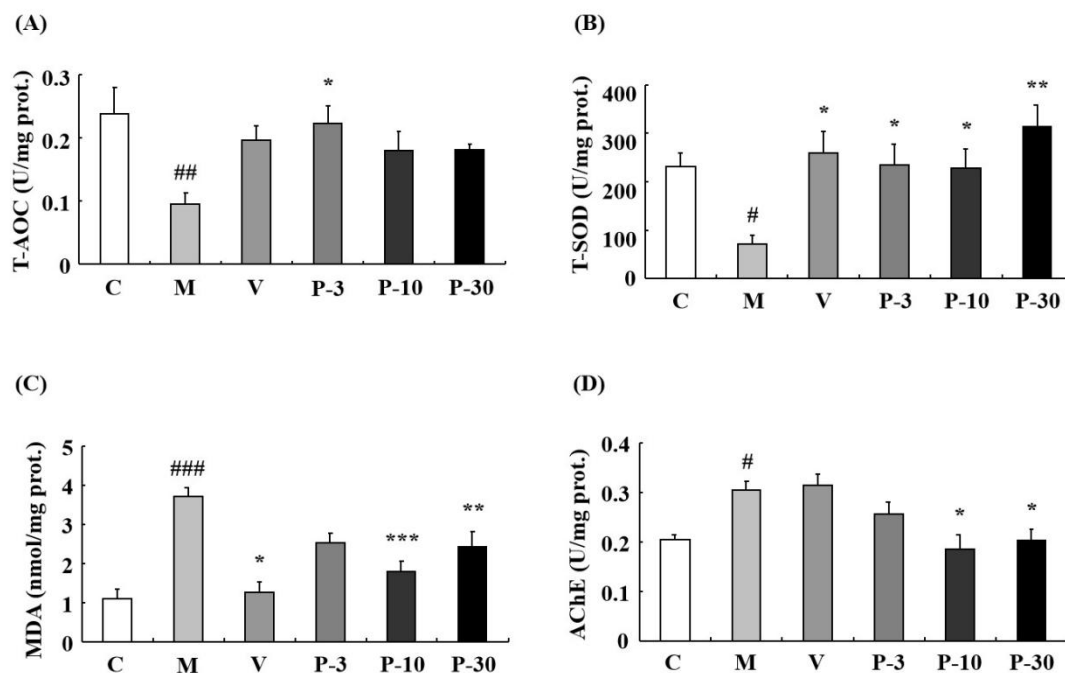 (A)
T-AOC (U/mg prot.)
0.3
0.2
0.1
0
##
*
C M V P-3 P-10 P-30
(B)
T-SOD (U/mg prot.)
400
300
200
100
0
#
* * * **
C M V P-3 P-10 P-30
(C)
MDA (nmol/mg prot.)
5
4
3
2
1
0
###
* *** **
C M V P-3 P-10 P-30
(D)
AChE (U/mg prot.)
0.4
0.3
0.2
0.1
0
#
* *
C M V P-3 P-10 P-30